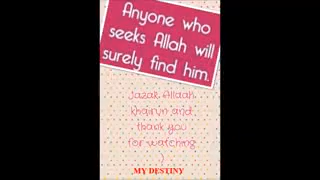 Anyone who
seeks Allah will
surely find him.
Jazak Allaah
khairun and
thank you
for watching
:)
MY DESTINY